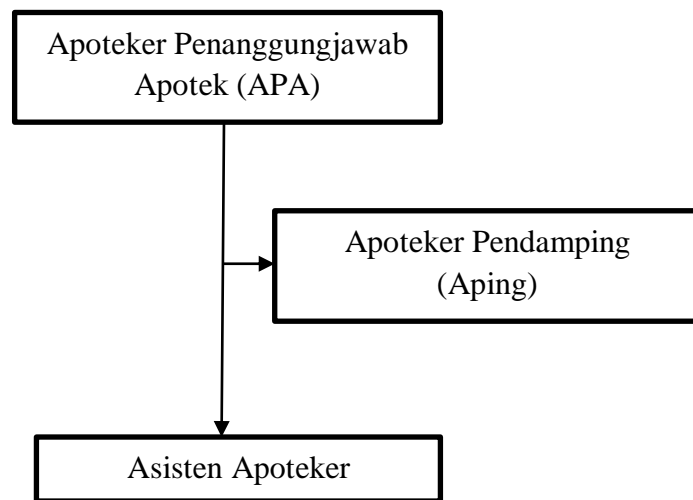 Apoteker Penanggungjawab
Apotek (APA)
Apoteker Pendamping
(Aping)
Asisten Apoteker